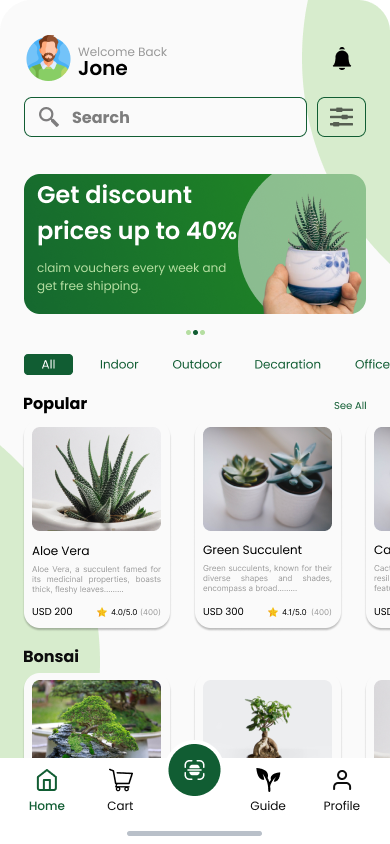 Welcome Back
Jone
Search
Get discount
prices up to 40%
claim vouchers every week and
get free shipping.
All Indoor Outdoor Decaration Office
Popular See All
Aloe Vera
Aloe Vera, a succulent famed for
its medicinal properties, boasts
thick, fleshy leaves.........
USD 200 4.0/5.0 (400)
Green Succulent
Green succulents, known for their
diverse shapes and shades,
encompass a broad.........
USD 300 4.1/5.0 (400)
Ca
Cact
resil
featu
USD
Bonsai
Home Cart Guide Profile